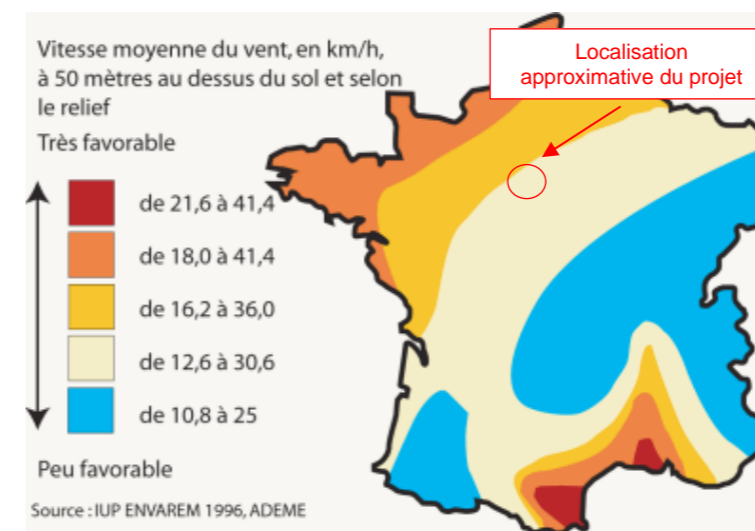 Vitesse moyenne du vent, en km/h,
à 50 mètres au dessus du sol et selon
le relief
Localisation
approximative du projet
Très favorable
de 21,6 à 41,4
de 18,0 à 41,4
de 16,2 à 36,0
de 12,6 à 30,6
de 10,8 à 25
Peu favorable
Source : IUP ENVAREM 1996, ADEME